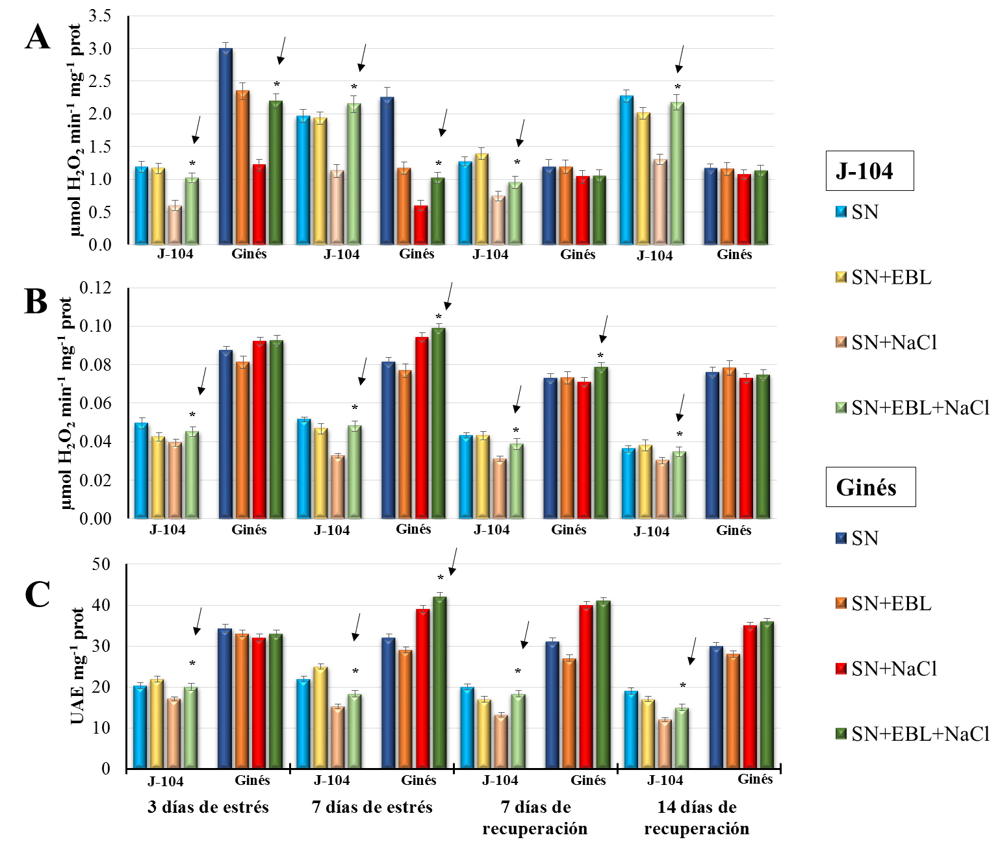 A
µmol H₂O₂ min⁻¹ mg⁻¹ prot
3.5
3.0
2.5
2.0
1.5
1.0
0.5
0.0
* * * * * *
J-104 Ginés J-104 Ginés J-104 Ginés J-104 Ginés
B
µmol H₂O₂ min⁻¹ mg⁻¹ prot
0.12
0.10
0.08
0.06
0.04
0.02
0.00
* * * * * *
J-104 Ginés J-104 Ginés J-104 Ginés J-104 Ginés
C
UAE mg⁻¹ prot
50
40
30
20
10
0
* * * * *
J-104 Ginés J-104 Ginés J-104 Ginés J-104 Ginés
3 días de estrés
7 días de estrés
7 días de
recuperación
14 días de
recuperación
J-104
SN
SN+EBL
SN+NaCl
SN+EBL+NaCl
Ginés
SN
SN+EBL
SN+NaCl
SN+EBL+NaCl